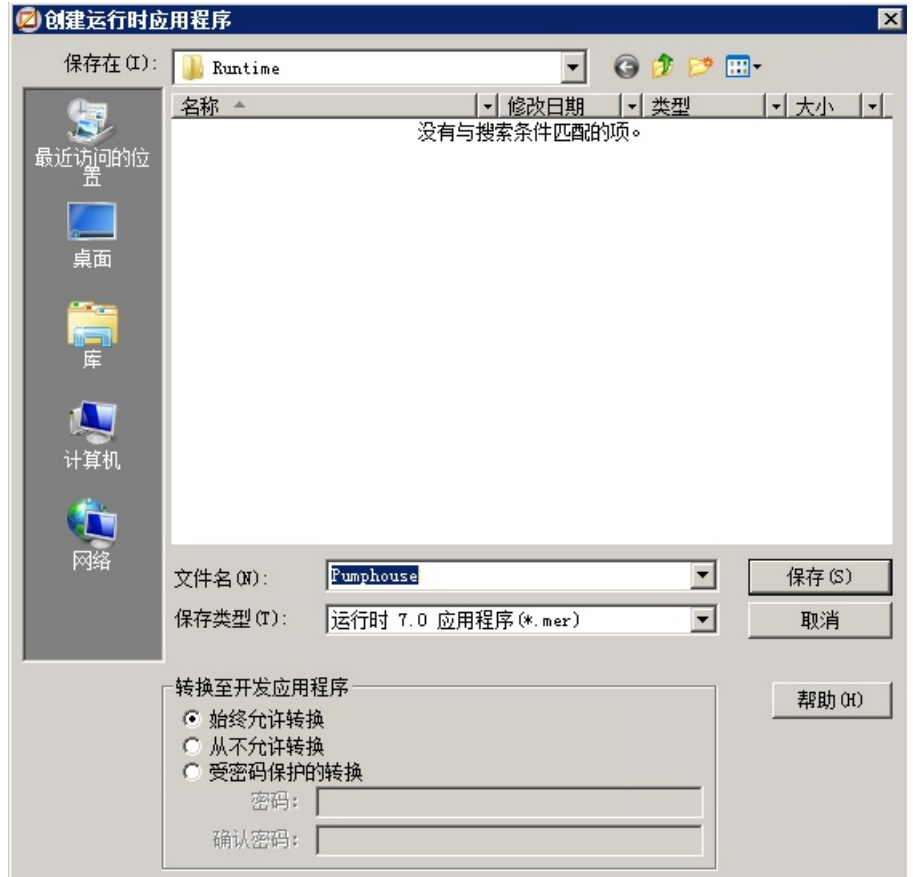 创建运行时应用程序
保存在(I):
Runtime
名称 修改日期 类型 大小
没有与搜索条件匹配的项。
最近访问的位
置
桌面
库
计算机
网络
文件名(N):
Pumphouse
保存(S)
保存类型(T):
运行时 7.0 应用程序(*.mer)
取消
转换至开发应用程序
帮助(H)
始终允许转换
从不允许转换
受密码保护的转换
密码:
确认密码: